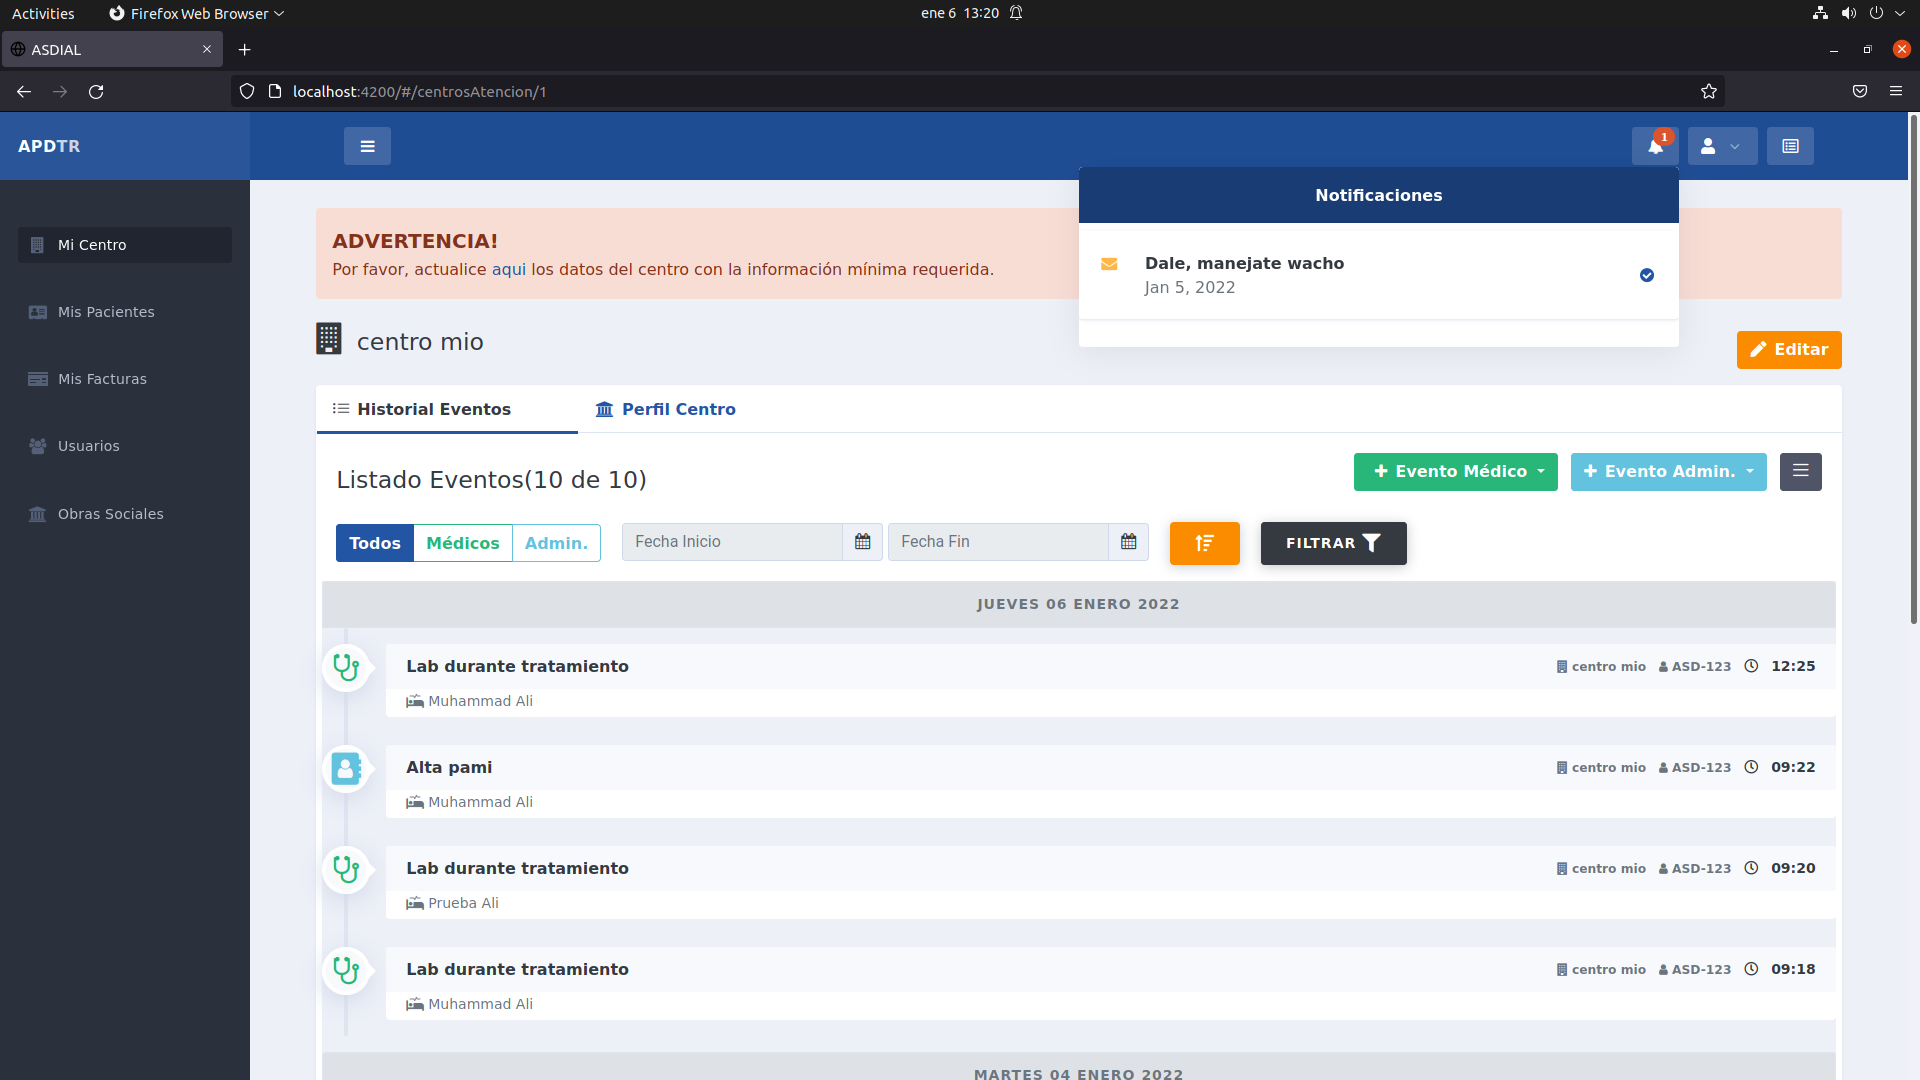 Activities
Firefox Web Browser
ene 6 13:20
ASDIAL
localhost:4200/#/centrosAtencion/1
APDTR
1
Notificaciones
Dale, manejate wacho
Jan 5, 2022
Mi Centro
Mis Pacientes
Mis Facturas
Usuarios
Obras Sociales
ADVERTENCIA!
Por favor, actualice aqui los datos del centro con la información mínima requerida.
centro mio
Editar
Historial Eventos
Perfil Centro
Listado Eventos(10 de 10)
Evento Médico
Evento Admin.
Todos
Médicos
Admin.
Fecha Inicio
Fecha Fin
FILTRAR
JUEVES 06 ENERO 2022
Lab durante tratamiento
centro mio ASD-123 12:25
Muhammad Ali
Alta pami
centro mio ASD-123 09:22
Muhammad Ali
Lab durante tratamiento
centro mio ASD-123 09:20
Prueba Ali
Lab durante tratamiento
centro mio ASD-123 09:18
Muhammad Ali
MARTES 04 ENERO 2022